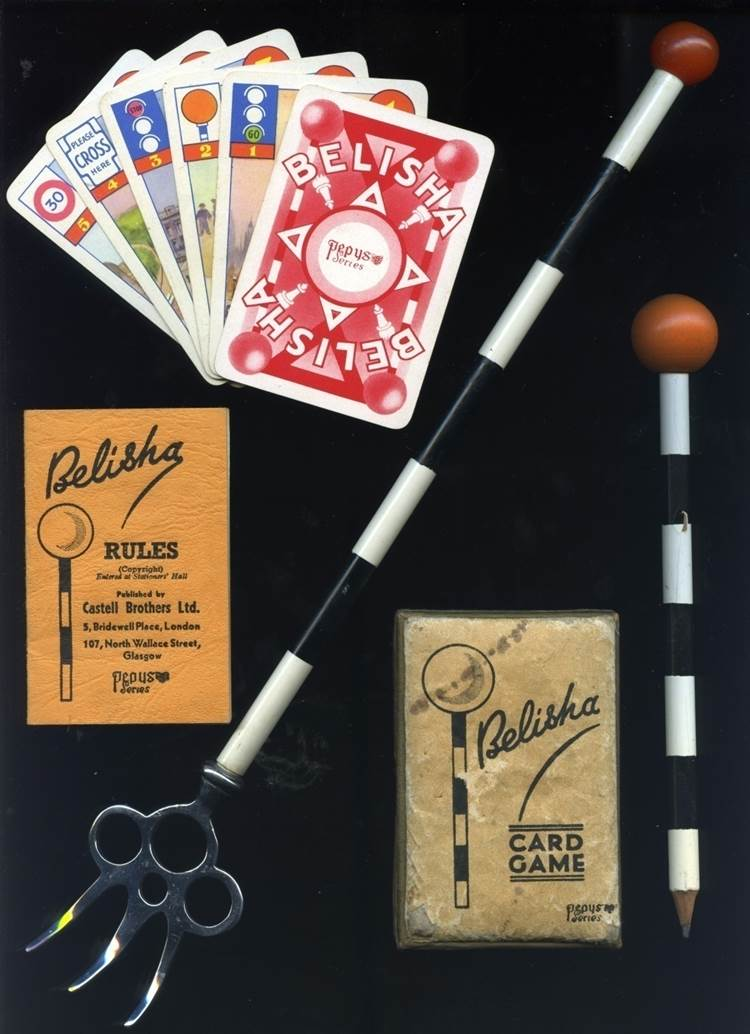 30
5
PLEASE
CROSS
HERE
4
STOP
3
2
GO
1
BELISHA
Pepys
Series
BELISHA
Belisha
RULES
(Copyright)
Entered at Stationers' Hall
Published by
Castell Brothers Ltd.
5, Bridewell Place, London
107, North Wallace Street,
Glasgow
Pepys
Series
Belisha
CARD
GAME
Pepys
Series